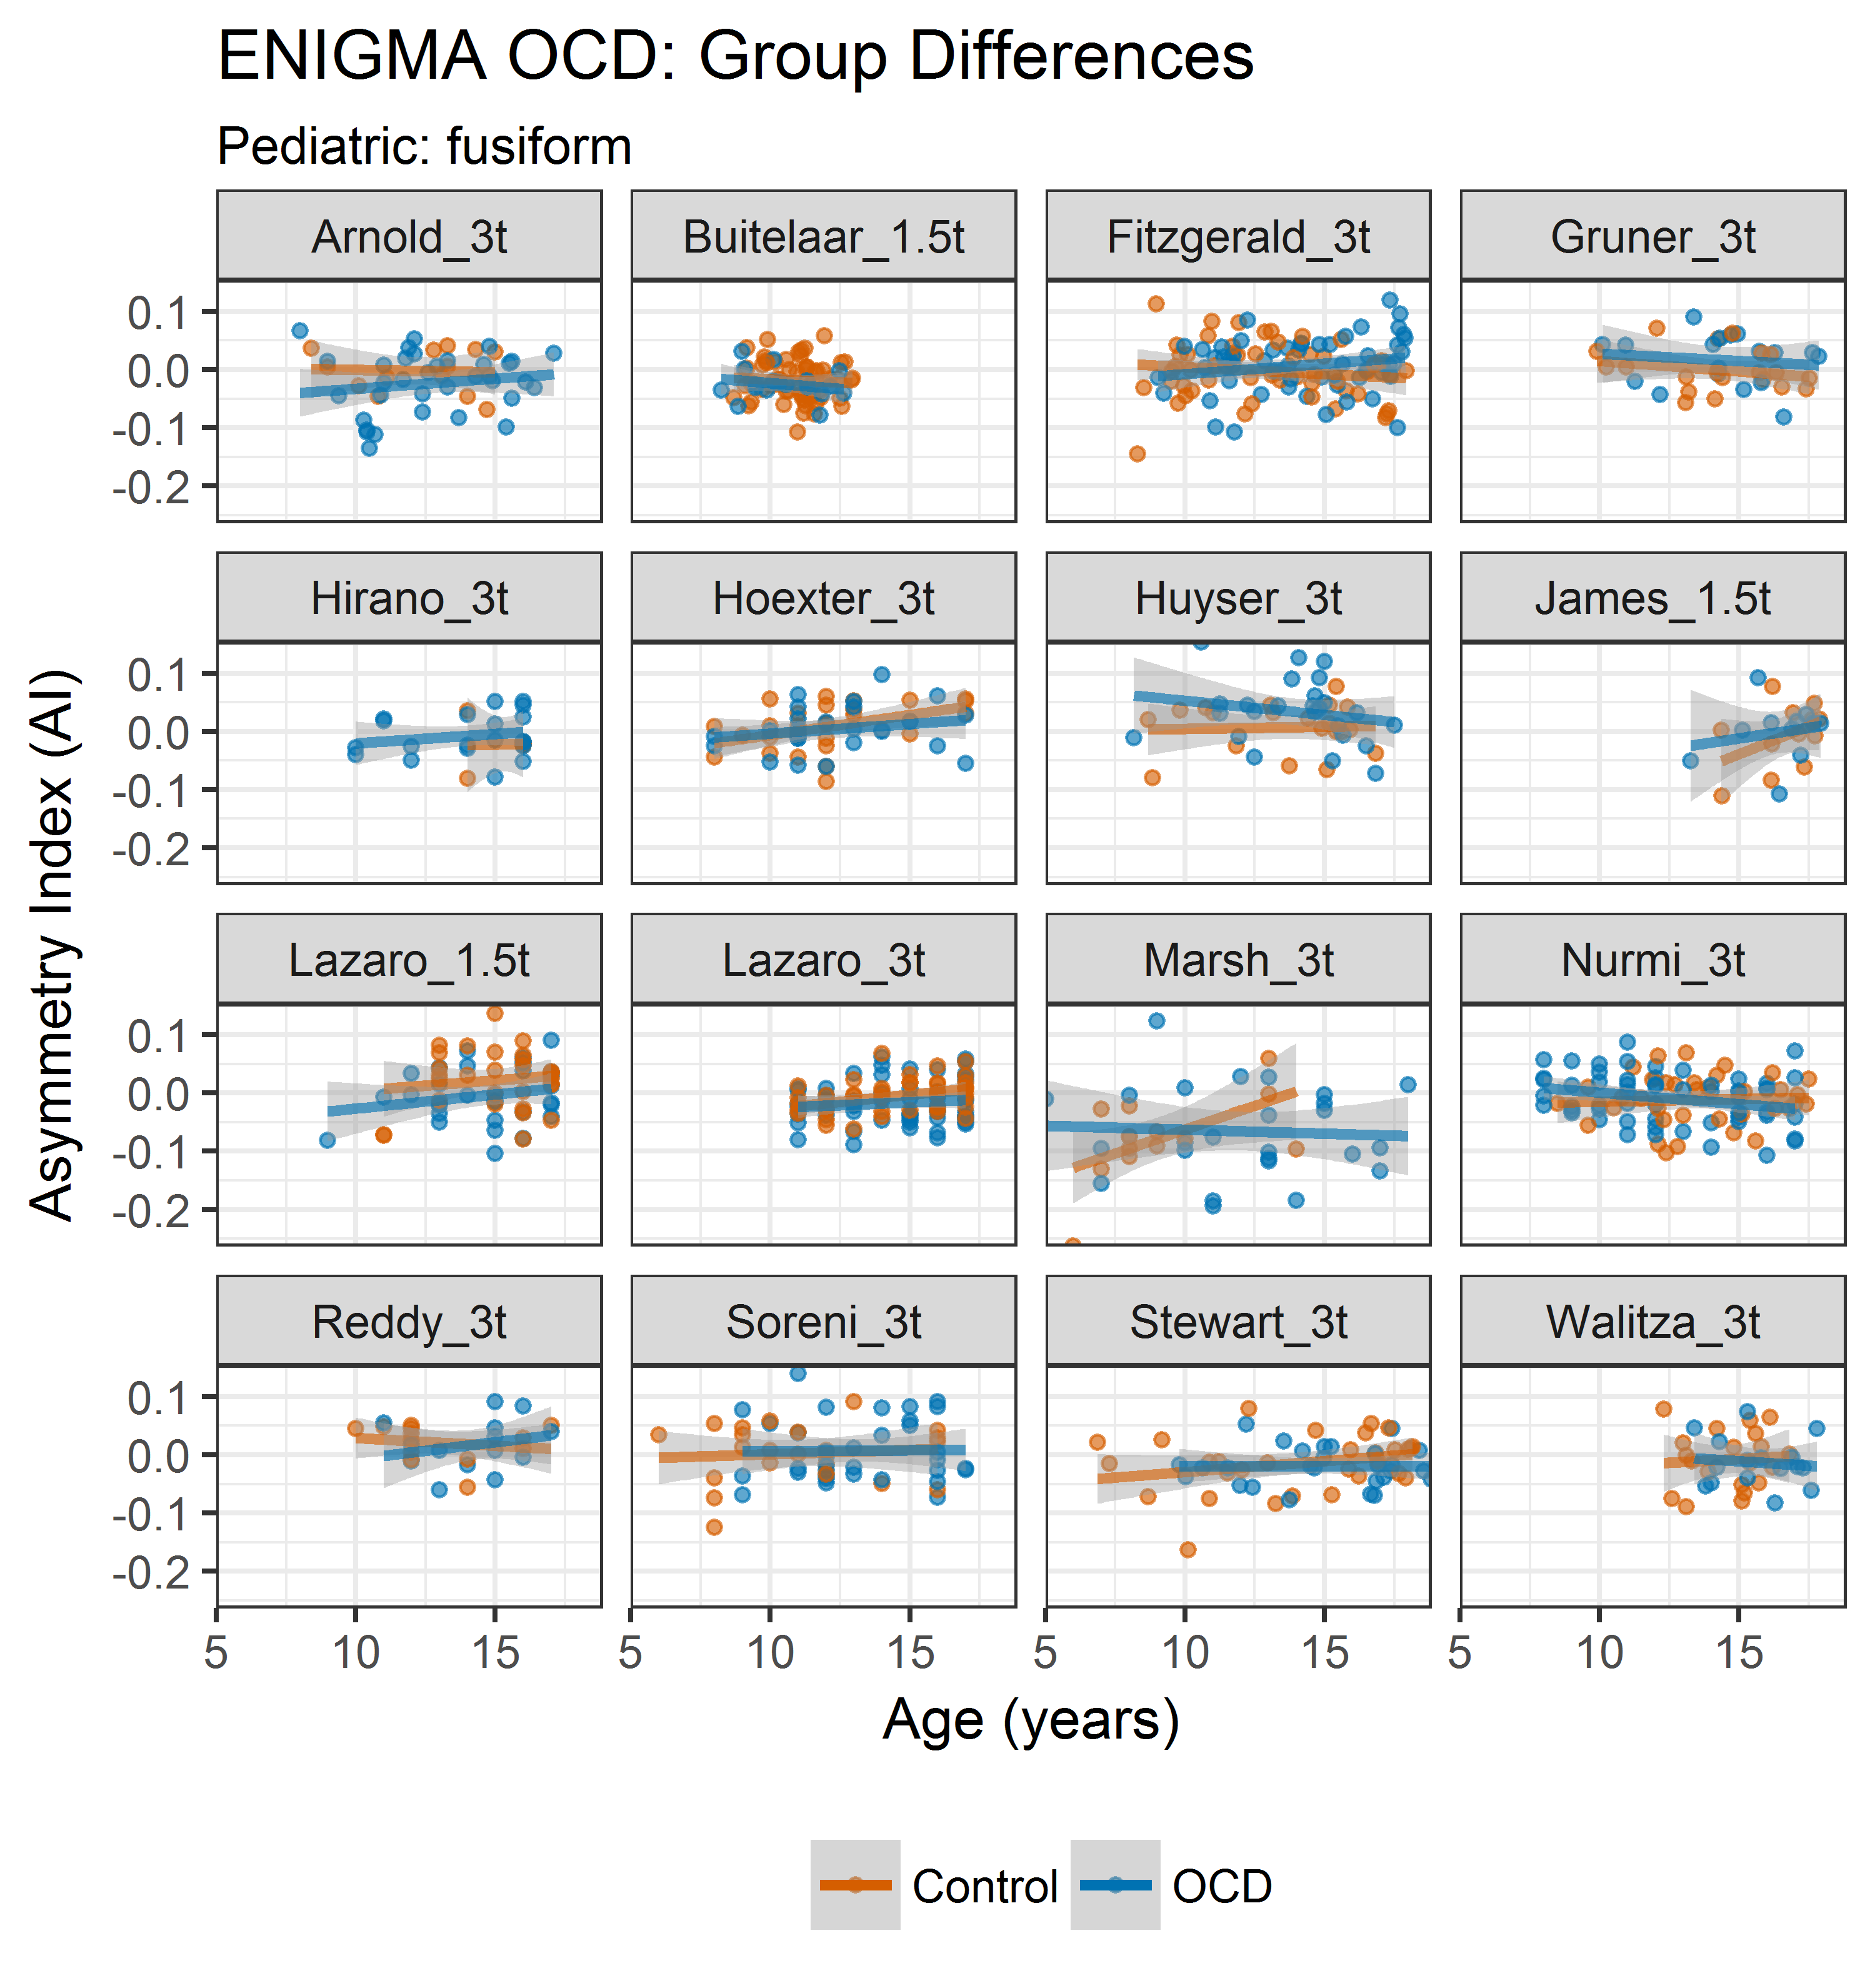 ENIGMA OCD: Group Differences
Pediatric: fusiform
Arnold_3t Buitelaar_1.5t Fitzgerald_3t Gruner_3t
0.1
0.0
-0.1
-0.2
Hirano_3t Hoexter_3t Huyser_3t James_1.5t
0.1
0.0
-0.1
-0.2
Lazaro_1.5t Lazaro_3t Marsh_3t Nurmi_3t
0.1
0.0
-0.1
-0.2
Reddy_3t Soreni_3t Stewart_3t Walitza_3t
0.1
0.0
-0.1
-0.2
5 10 15 5 10 15 5 10 15 5 10 15
Asymmetry Index (AI)
Age (years)
Control OCD